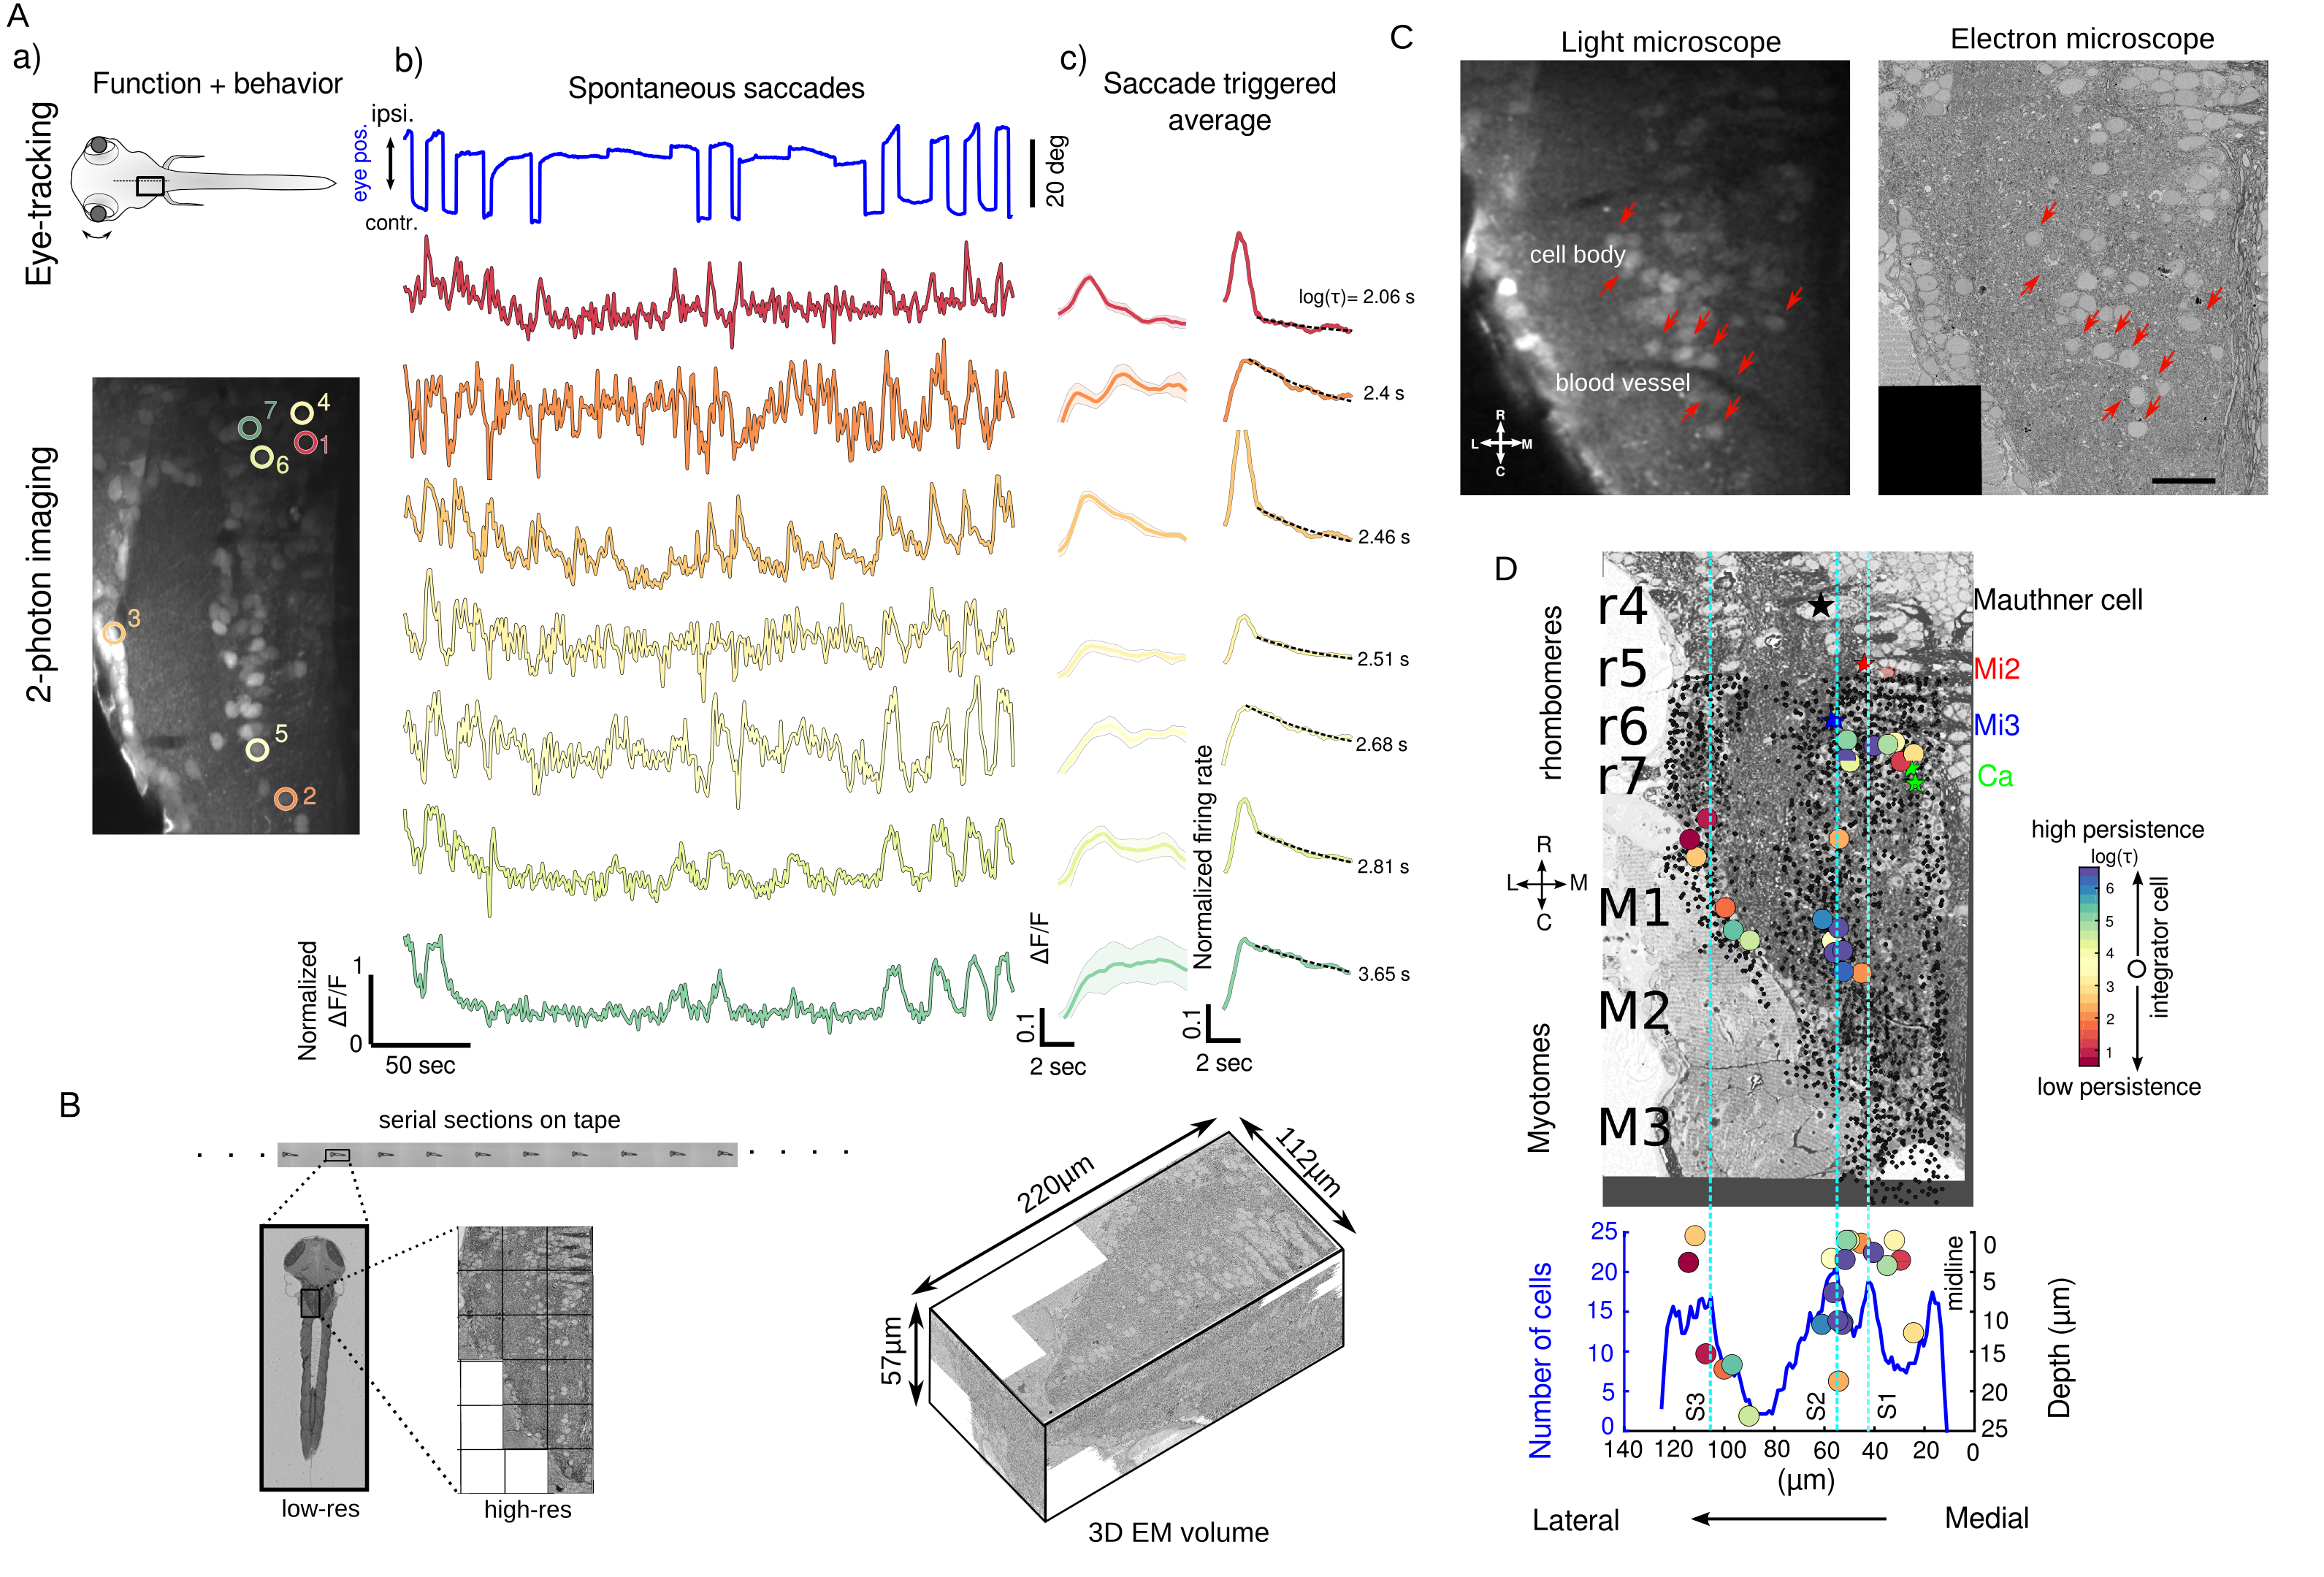 A
a)
Function + behavior
Eye-tracking
2-photon imaging
7
4
1
6
3
5
2
b)
Spontaneous saccades
ipsi.
eye pos.
contr.
20 deg
Normalized
ΔF/F
1
0
50 sec
c)
Saccade triggered
average
log(τ)= 2.06 s
2.4 s
2.46 s
2.51 s
2.68 s
2.81 s
3.65 s
ΔF/F
0.1
2 sec
Normalized firing rate
0.1
2 sec
B
serial sections on tape
low-res
high-res
220μm
112μm
57μm
3D EM volume
C
Light microscope
Electron microscope
cell body
blood vessel
R
L
M
C
D
rhombomeres
r4
r5
r6
r7
Mauthner cell
Mi2
Mi3
Ca
R
L
M
C
Myotomes
M1
M2
M3
high persistence
log(τ)
6
5
4
3
2
1
integrator cell
low persistence
Number of cells
25
20
15
10
5
0
S3
S2
S1
midline
0
5
10
15
20
25
Depth (μm)
140 120 100 80 60 40 20 0
(μm)
Lateral
Medial